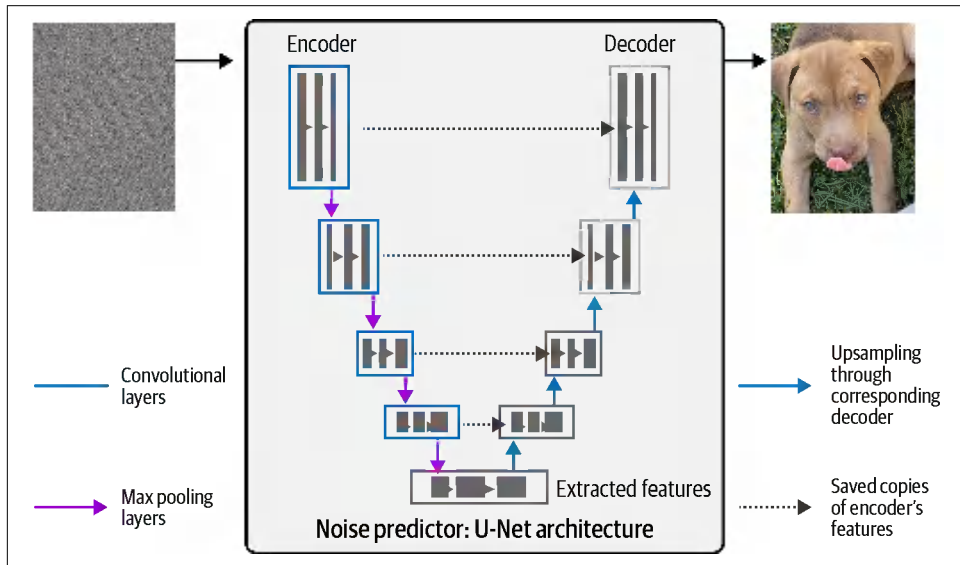 Encoder
Decoder
Convolutional
layers
Max pooling
layers
Extracted features
Noise predictor: U-Net architecture
Upsampling
through
corresponding
decoder
Saved copies
of encoder's
features